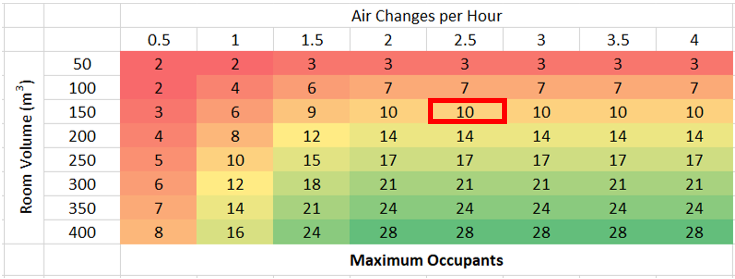 Air Changes per Hour
0.5 1 1.5 2 2.5 3 3.5 4
Room Volume (m³)
50 2 2 3 3 3 3 3 3
100 2 4 6 7 7 7 7 7
150 3 6 9 10 10 10 10 10
200 4 8 12 14 14 14 14 14
250 5 10 15 17 17 17 17 17
300 6 12 18 21 21 21 21 21
350 7 14 21 24 24 24 24 24
400 8 16 24 28 28 28 28 28
Maximum Occupants